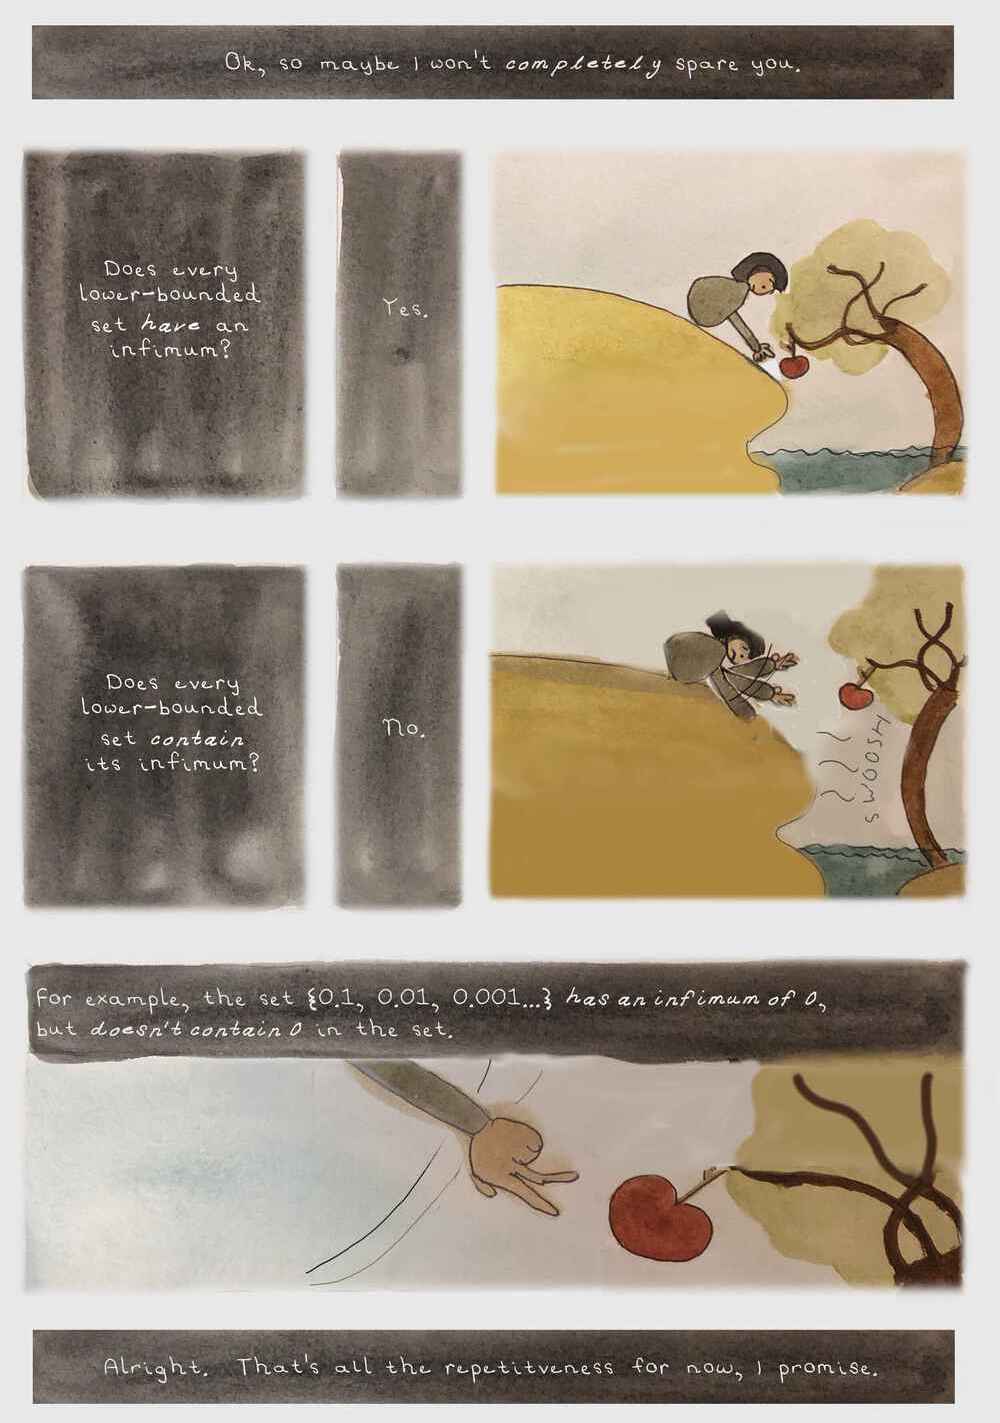 Ok, so maybe I won't completely spare you.
Does every
lower-bounded
set have an
infimum?
Yes.
Does every
lower-bounded
set contain
its infimum?
No.
SWOOSH
For example, the set {0.1, 0.01, 0.001...} has an infimum of 0,
but doesn't contain 0 in the set.
Alright. That's all the repetitveness for now, I promise.